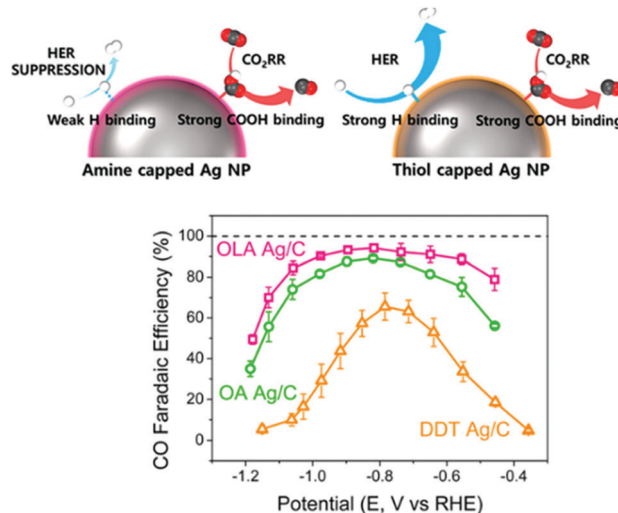 HER
SUPPRESSION
CO₂RR
Weak H binding
Strong COOH binding
Amine capped Ag NP
HER
CO₂RR
Strong H binding
Strong COOH binding
Thiol capped Ag NP
CO Faradaic Efficiency (%)
100
80
60
40
20
0
OLA Ag/C
OA Ag/C
DDT Ag/C
-1.2 -1.0 -0.8 -0.6 -0.4
Potential (E, V vs RHE)